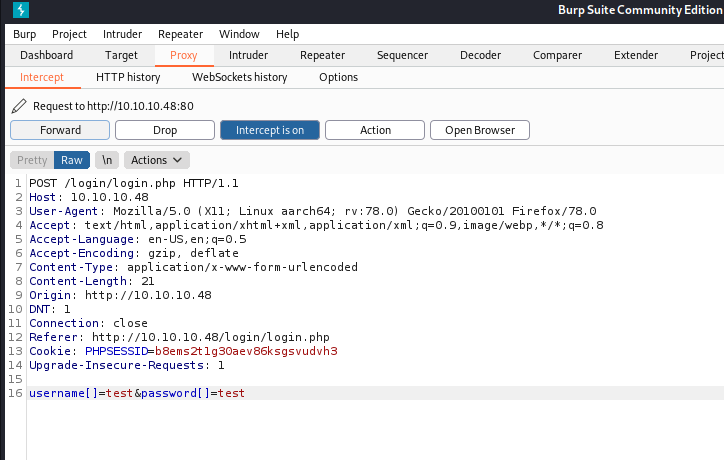 Burp Suite Community Edition
Burp Project Intruder Repeater Window Help
Dashboard Target Proxy Intruder Repeater Sequencer Decoder Comparer Extender Project
Intercept HTTP history WebSockets history Options
Request to http://10.10.10.48:80
Forward Drop Intercept is on Action Open Browser
Pretty Raw \n Actions
1 POST /login/login.php HTTP/1.1
2 Host: 10.10.10.48
3 User-Agent: Mozilla/5.0 (X11; Linux aarch64; rv:78.0) Gecko/20100101 Firefox/78.0
4 Accept: text/html,application/xhtml+xml,application/xml;q=0.9,image/webp,*/*;q=0.8
5 Accept-Language: en-US,en;q=0.5
6 Accept-Encoding: gzip, deflate
7 Content-Type: application/x-www-form-urlencoded
8 Content-Length: 21
9 Origin: http://10.10.10.48
10 DNT: 1
11 Connection: close
12 Referer: http://10.10.10.48/login/login.php
13 Cookie: PHPSESSID=b8ems2t1g30aev86ksgsvudvh3
14 Upgrade-Insecure-Requests: 1
15
16 username[]=test&password[]=test